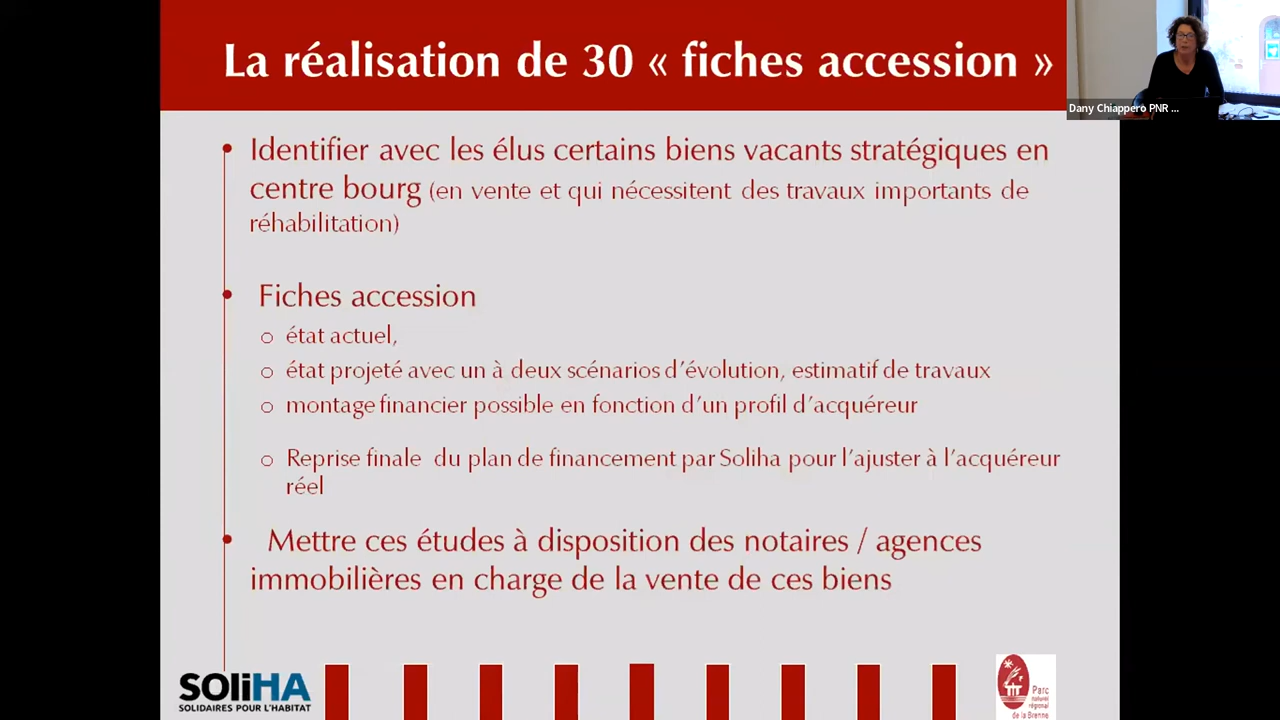 La réalisation de 30 « fiches accession »
Dany Chiappero PNR ...
• Identifier avec les élus certains biens vacants stratégiques en
centre bourg (en vente et qui nécessitent des travaux importants de
réhabilitation)
• Fiches accession
o état actuel,
o état projeté avec un à deux scénarios d’évolution, estimatif de travaux
o montage financier possible en fonction d’un profil d’acquéreur
o Reprise finale du plan de financement par Soliha pour l’ajuster à l’acquéreur
réel
• Mettre ces études à disposition des notaires / agences
immobilières en charge de la vente de ces biens
SOLiHA
SOLIDAIRES POUR L'HABITAT
Parc
naturel
régional
de la Brenne